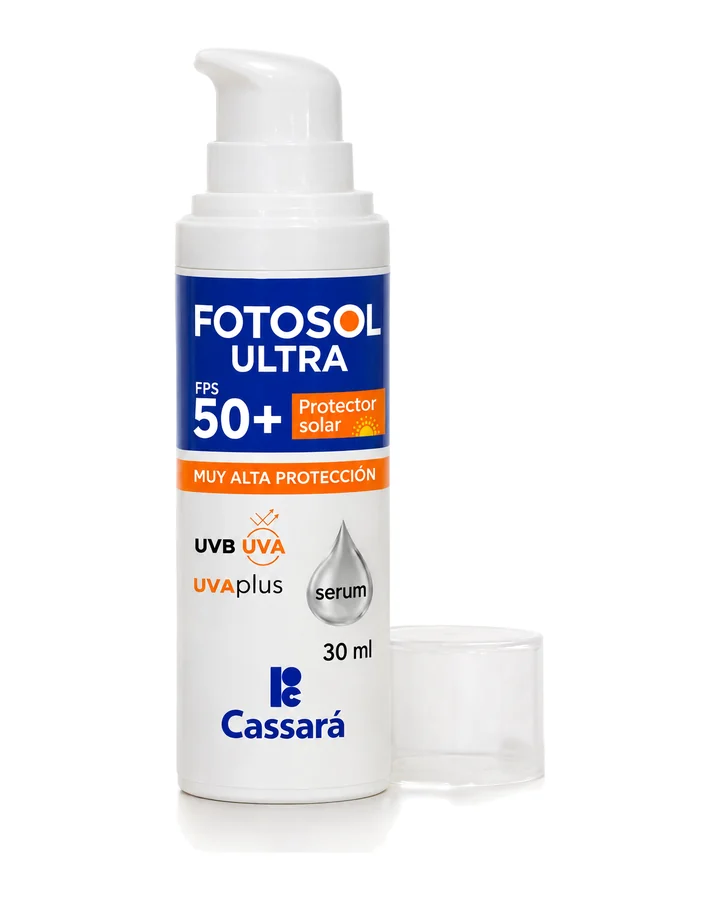 FOTOSOL
ULTRA
FPS
50+
Protector
solar
MUY ALTA PROTECCIÓN
UVB UVA
UVAplus
serum
30 ml
Cassará